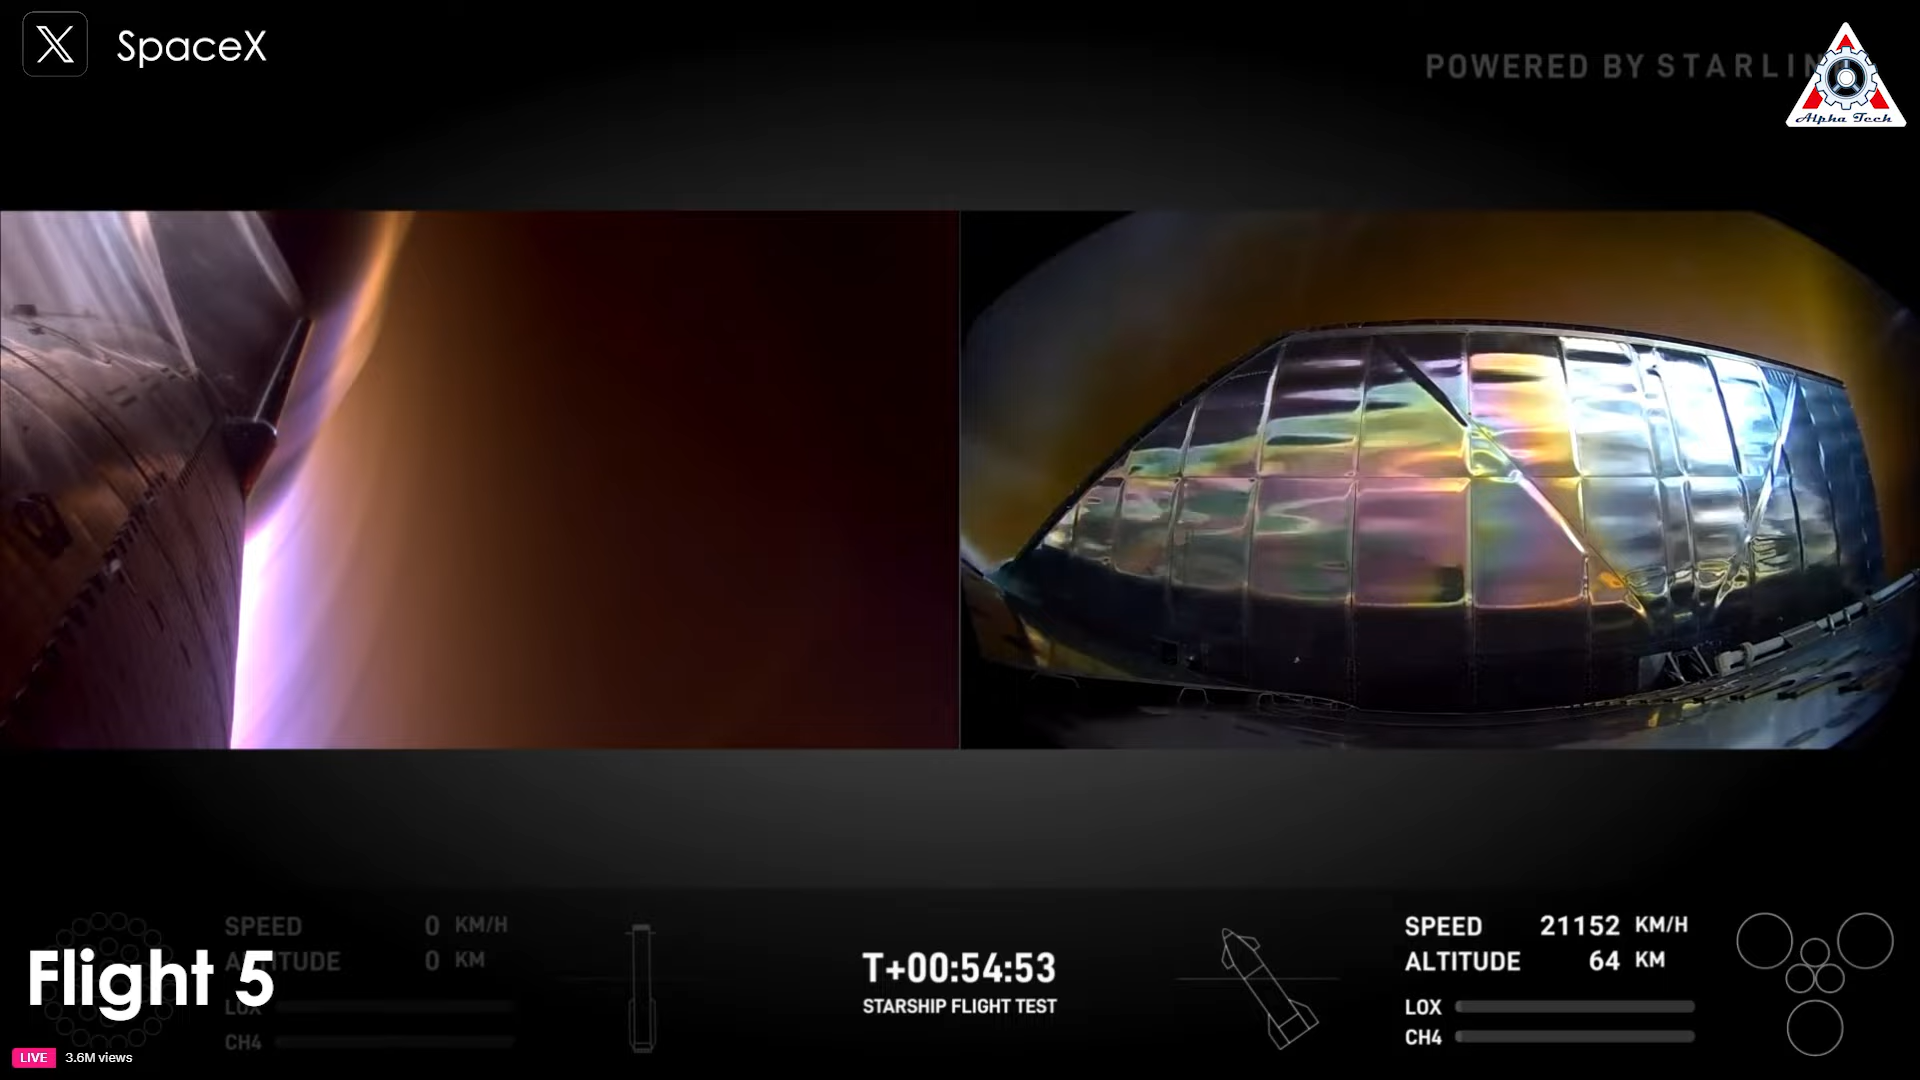 SpaceX
POWERED BY STARLIN
Alpha Tech
SPEED 0 KM/H
ALTITUDE 0 KM
LOX
CH4
Flight 5
LIVE 3.6M views
T+00:54:53
STARSHIP FLIGHT TEST
SPEED 21152 KM/H
ALTITUDE 64 KM
LOX
CH4